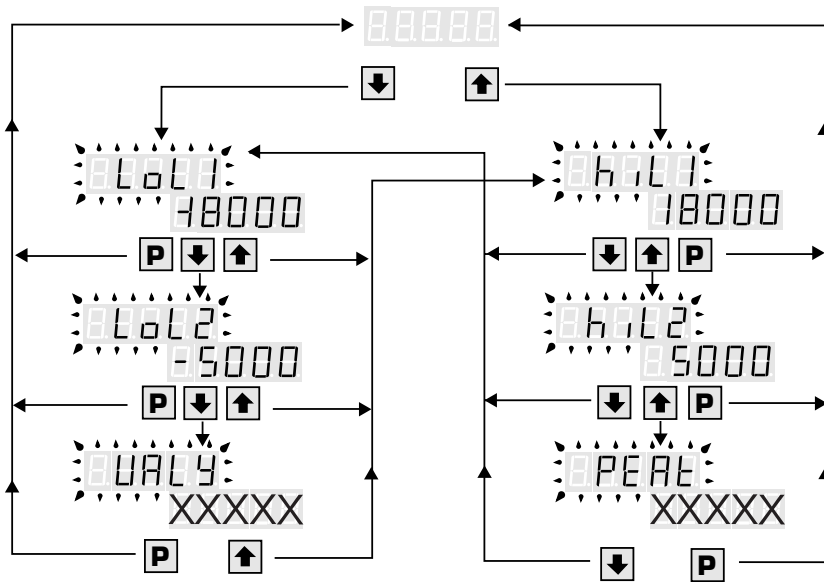 LoL1
-18000
P
LoL2
-5000
P
UALY
XXXXX
P
hiL1
18000
P
hiL2
5000
P
PEAt
XXXXX
P